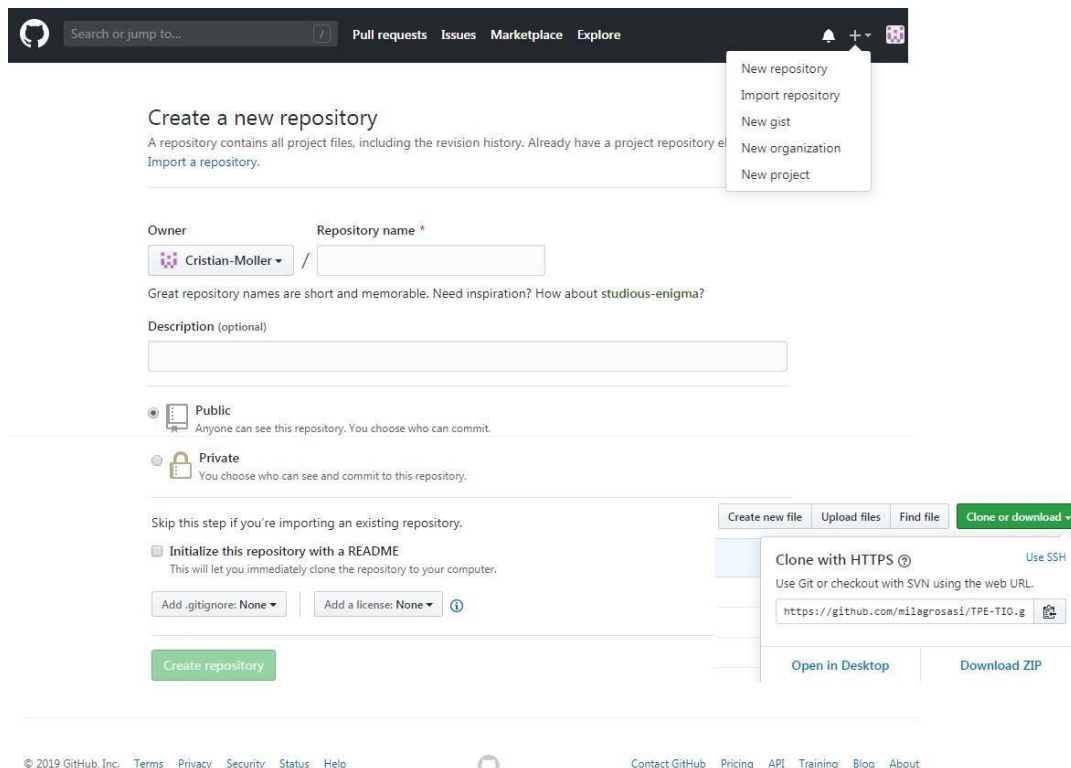 Search or jump to...
/
Pull requests Issues Marketplace Explore
New repository
Import repository
New gist
New organization
New project
Create a new repository
A repository contains all project files, including the revision history. Already have a project repository
Import a repository.
Owner
Repository name *
Cristian-Moller
/
Great repository names are short and memorable. Need inspiration? How about studious-enigma?
Description (optional)
Public
Anyone can see this repository. You choose who can commit.
Private
You choose who can see and commit to this repository.
Skip this step if you're importing an existing repository.
Initialize this repository with a README
This will let you immediately clone the repository to your computer.
Add .gitignore: None
Add a license: None
Create repository
Create new file
Upload files
Find file
Clone or download
Clone with HTTPS
Use SSH
Use Git or checkout with SVN using the web URL.
https://github.com/milagrosasi/TPE-TIO.g
Open in Desktop
Download ZIP
© 2019 GitHub, Inc. Terms Privacy Security Status Help
Contact GitHub Pricing API Training Blog About